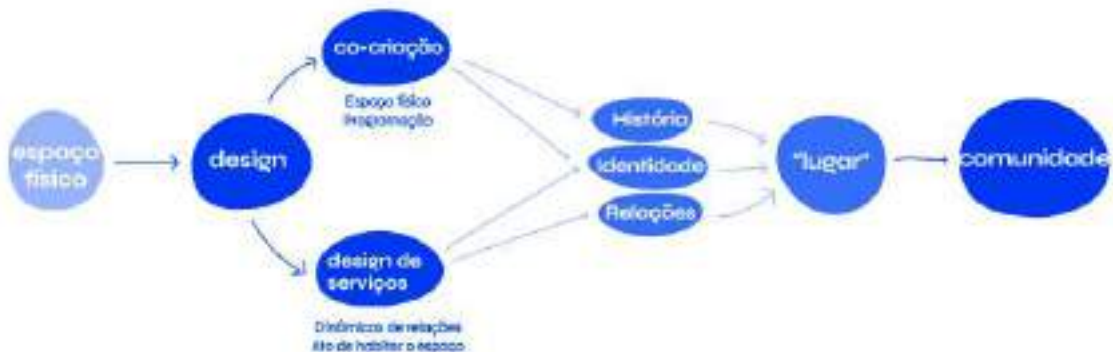 espaço
físico
design
co-criação
Espaço físico
Programação
design de
serviços
Dinâmicas de relações
Ato de habitar o espaço
História
Identidade
Relações
"lugar"
comunidade